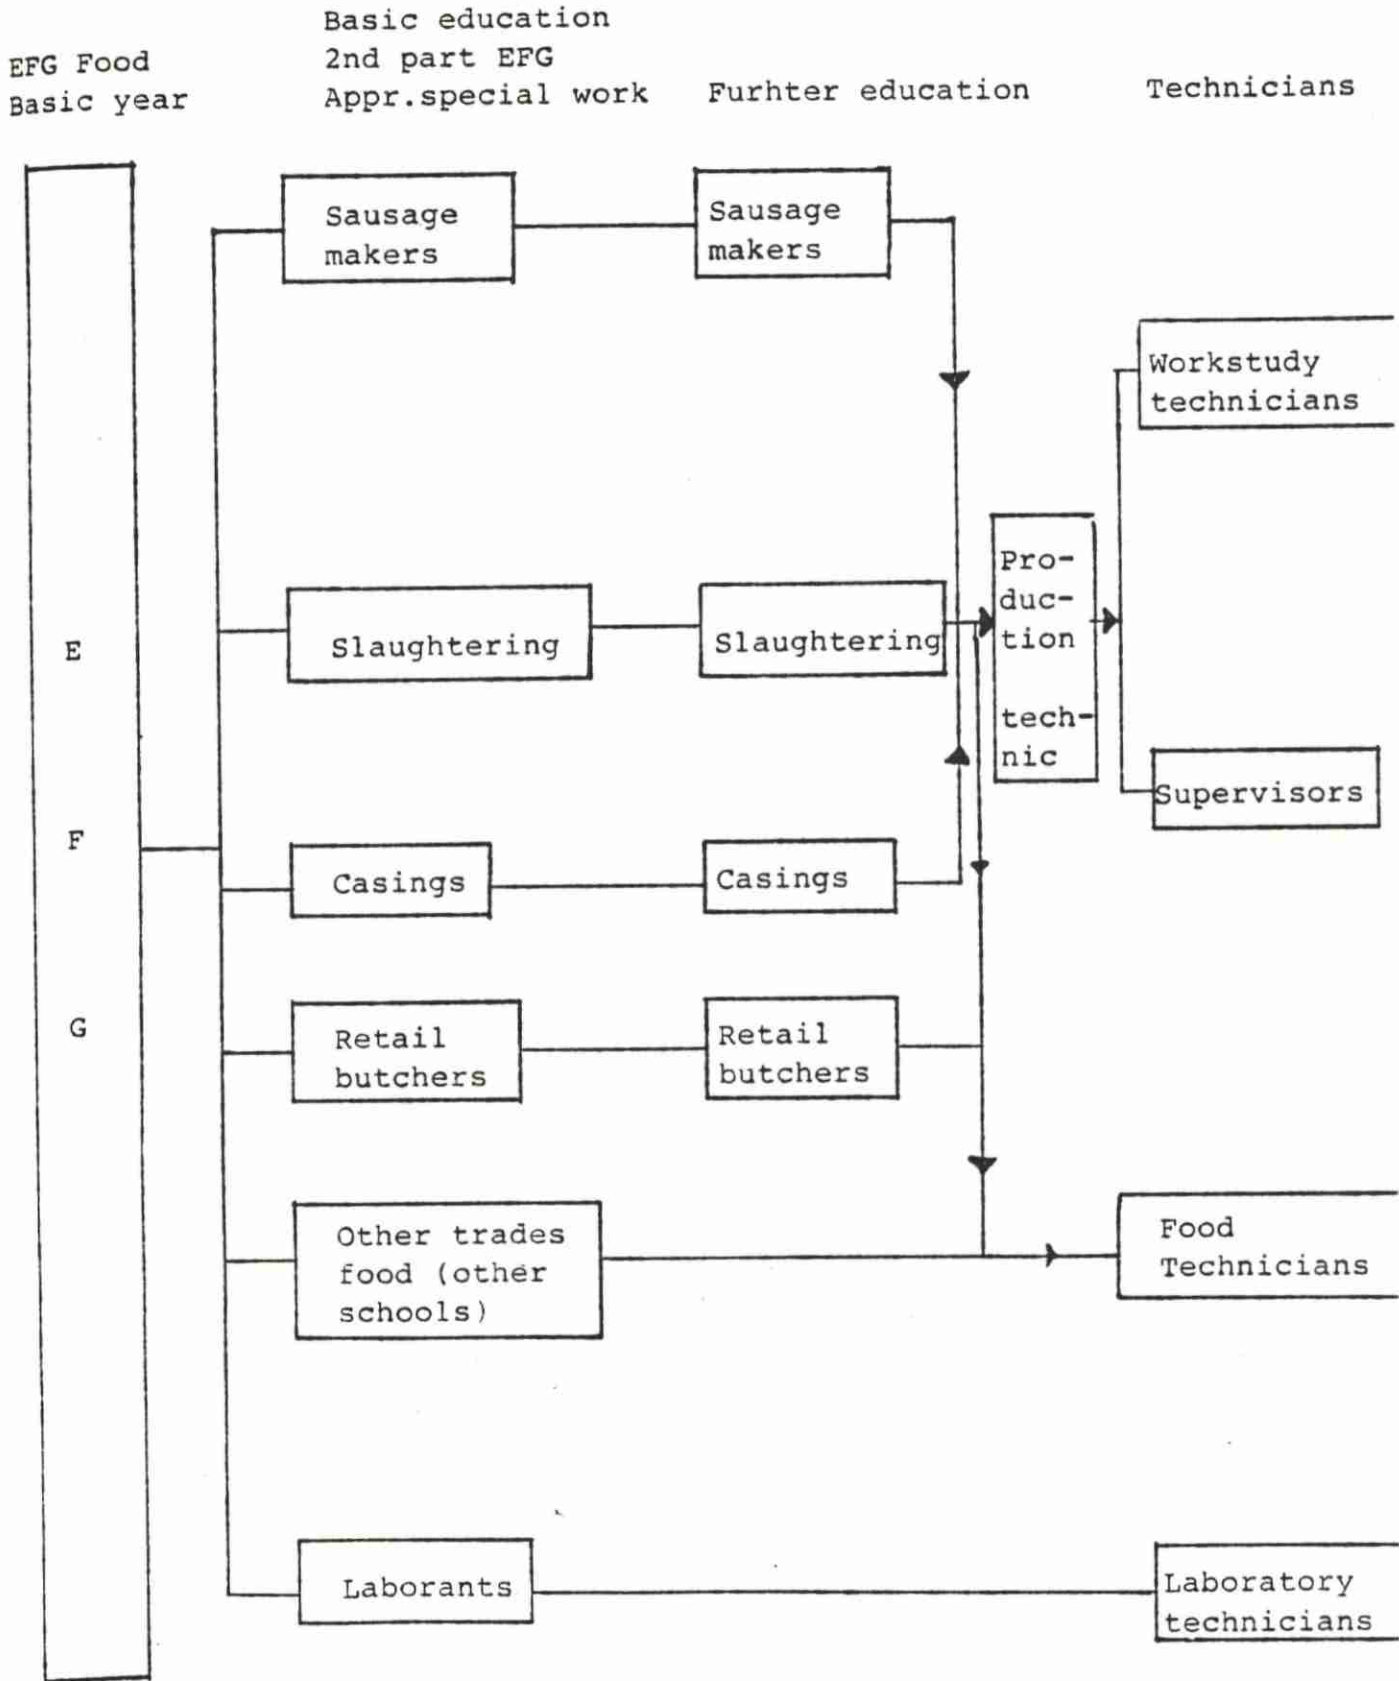 EFG Food
Basic year
Basic education
2nd part EFG
Appr.special work
Furhter education
Technicians
E
F
G
Sausage
makers
Sausage
makers
Workstudy
technicians
Slaughtering
Slaughtering
Pro-
duc-
tion
tech-
nic
Supervisors
Casings
Casings
Retail
butchers
Retail
butchers
Other trades
food (other
schools)
Food
Technicians
Laborants
Laboratory
technicians